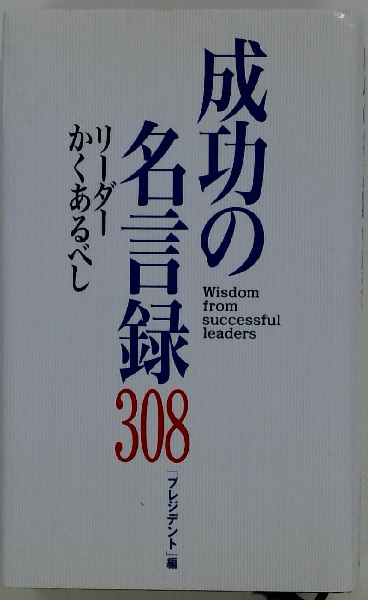 成功の
名言録
308
リーダー
かくあるべし
Wisdom
from
successful
leaders
「プレジデント」編